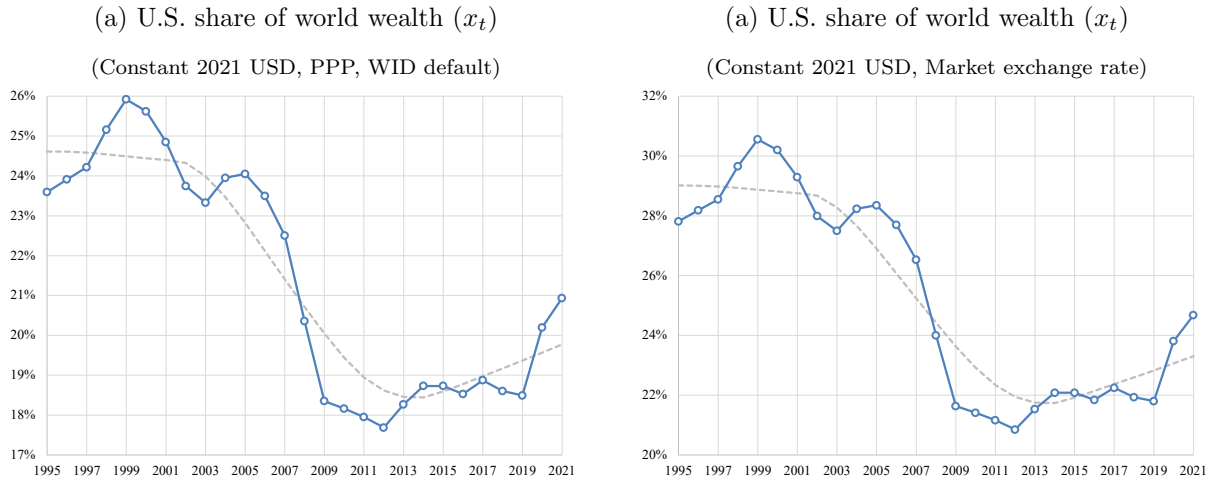 (a) U.S. share of world wealth (xₜ)
(Constant 2021 USD, PPP, WID default)
26%
25%
24%
23%
22%
21%
19%
18%
17%
1995 1997 1999 2001 2003 2005 2007 2009 2011 2013 2015 2017 2019 2021
(a) U.S. share of world wealth (xₜ)
(Constant 2021 USD, Market exchange rate)
32%
30%
28%
26%
24%
22%
20%
1995 1997 1999 2001 2003 2005 2007 2009 2011 2013 2015 2017 2019 2021